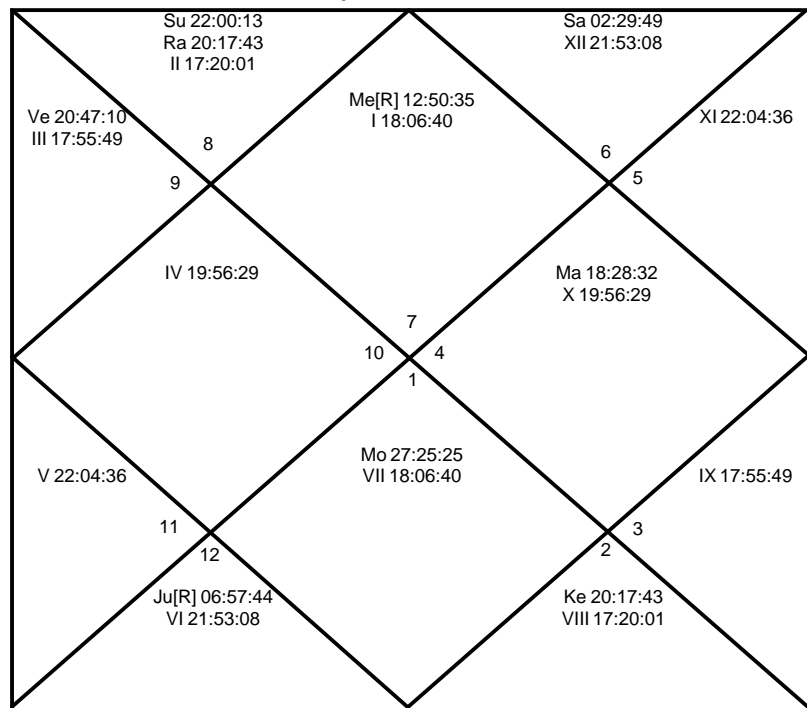 Su 22:00:13
Ra 20:17:43
II 17:20:01
Sa 02:29:49
XII 21:53:08
Ve 20:47:10
III 17:55:49
Me[R] 12:50:35
I 18:06:40
XI 22:04:36
8
6
9
5
IV 19:56:29
Ma 18:28:32
X 19:56:29
7
10
4
1
Mo 27:25:25
VII 18:06:40
V 22:04:36
IX 17:55:49
11
3
12
2
Ju[R] 06:57:44
VI 21:53:08
Ke 20:17:43
VIII 17:20:01